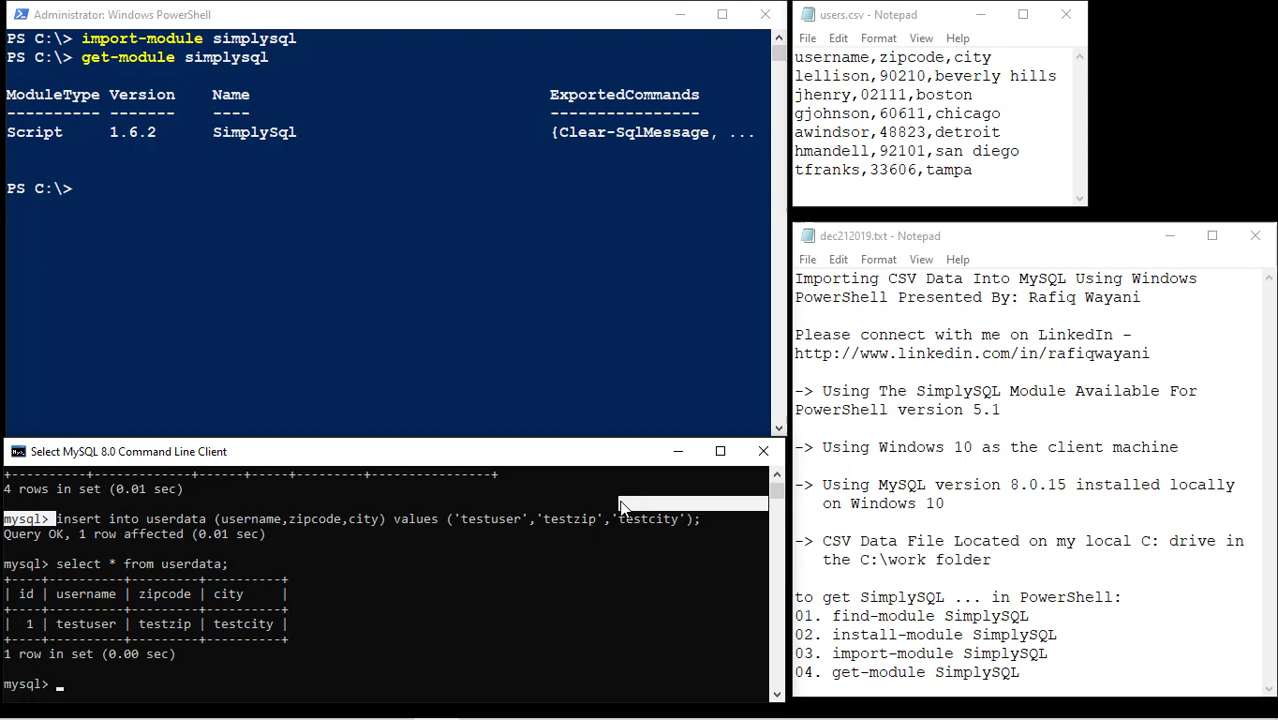 Administrator: Windows PowerShell
PS C:\> import-module simplysql
PS C:\> get-module simplysql
ModuleType Version    Name                                ExportedCommands
---------- -------    ----                                ----------------
Script     1.6.2      SimplySql                           {Clear-SqlMessage, ...
PS C:\>
users.csv - Notepad
File Edit Format View Help
username,zipcode,city
lellison,90210,beverly hills
jhenry,02111,boston
gjohnson,60611,chicago
awindsor,48823,detroit
hmandell,92101,san diego
tfranks,33606,tampa
dec212019.txt - Notepad
File Edit Format View Help
Importing CSV Data Into MySQL Using Windows
PowerShell Presented By: Rafiq Wayani
Please connect with me on LinkedIn -
http://www.linkedin.com/in/rafiqwayani
-> Using The SimplySQL Module Available For
PowerShell version 5.1
-> Using Windows 10 as the client machine
-> Using MySQL version 8.0.15 installed locally
on Windows 10
-> CSV Data File Located on my local C: drive in
the C:\work folder
to get SimplySQL ... in PowerShell:
01. find-module SimplySQL
02. install-module SimplySQL
03. import-module SimplySQL
04. get-module SimplySQL
Select MySQL 8.0 Command Line Client
+----------+-------------+------+-----+---------+----------------+
4 rows in set (0.01 sec)
mysql> insert into userdata (username,zipcode,city) values ('testuser','testzip','testcity');
Query OK, 1 row affected (0.01 sec)
mysql> select * from userdata;
+----+----------+---------+----------+
| id | username | zipcode | city     |
+----+----------+---------+----------+
|  1 | testuser | testzip | testcity |
+----+----------+---------+----------+
1 row in set (0.00 sec)
mysql>